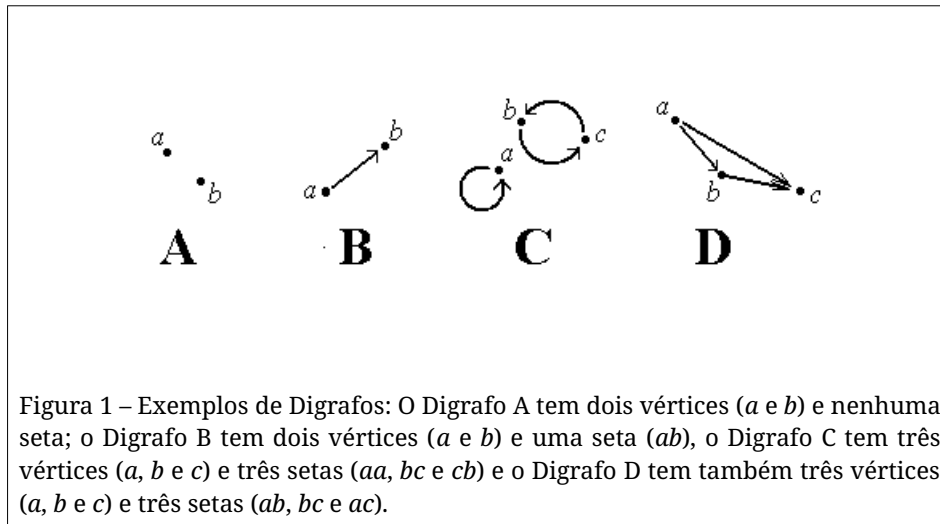 a
b
A
a
b
B
b
c
a
C
a
b
c
D
Figura 1 – Exemplos de Digrafos: O Digrafo A tem dois vértices (a e b) e nenhuma
seta; o Digrafo B tem dois vértices (a e b) e uma seta (ab), o Digrafo C tem três
vértices (a, b e c) e três setas (aa, bc e cb) e o Digrafo D tem também três vértices
(a, b e c) e três setas (ab, bc e ac).